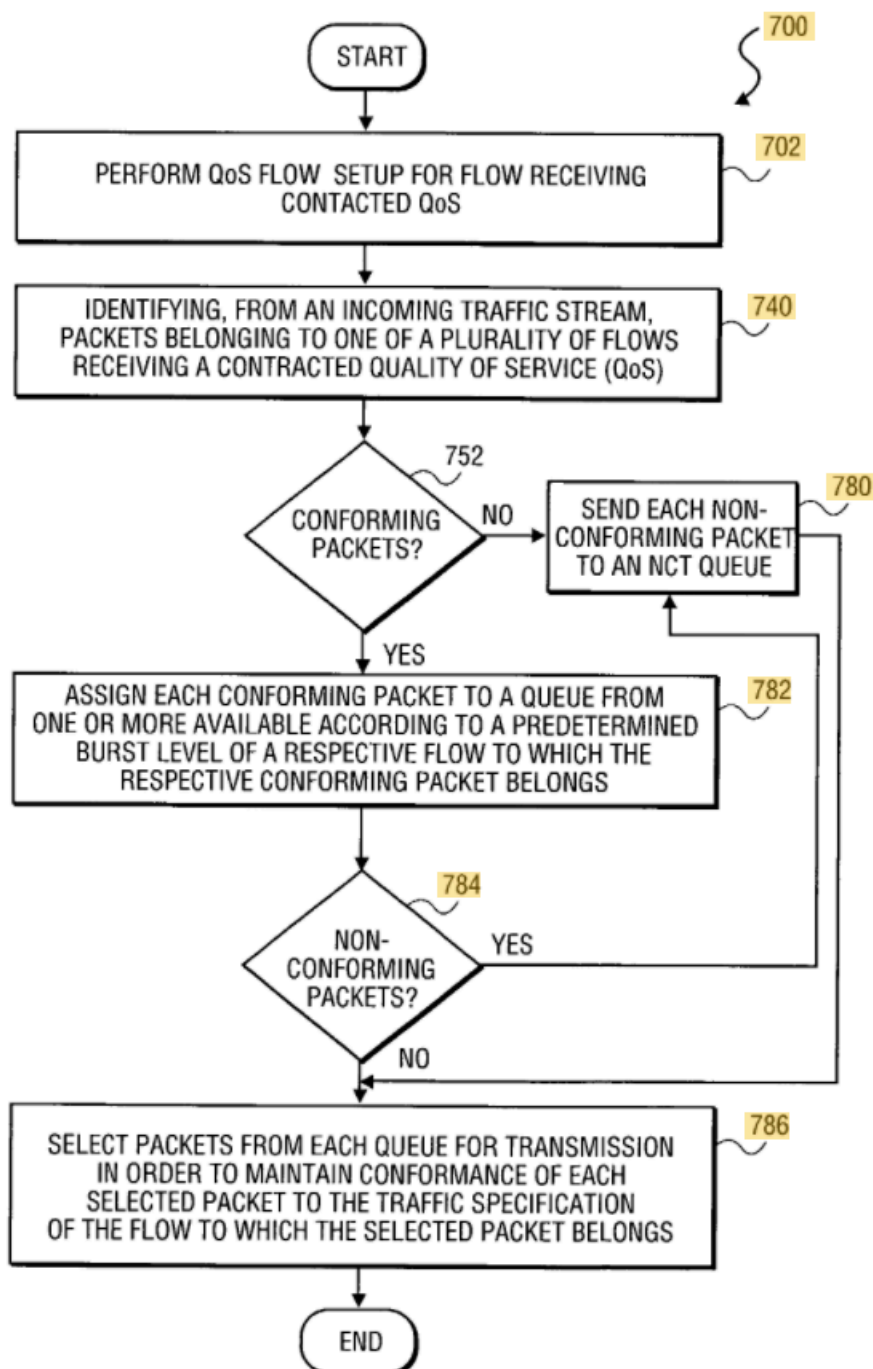 700
START
702
PERFORM QoS FLOW SETUP FOR FLOW RECEIVING
CONTACTED QoS
740
IDENTIFYING, FROM AN INCOMING TRAFFIC STREAM,
PACKETS BELONGING TO ONE OF A PLURALITY OF FLOWS
RECEIVING A CONTRACTED QUALITY OF SERVICE (QoS)
752
CONFORMING
PACKETS?
NO
780
SEND EACH NON-
CONFORMING PACKET
TO AN NCT QUEUE
YES
782
ASSIGN EACH CONFORMING PACKET TO A QUEUE FROM
ONE OR MORE AVAILABLE ACCORDING TO A PREDETERMINED
BURST LEVEL OF A RESPECTIVE FLOW TO WHICH THE
RESPECTIVE CONFORMING PACKET BELONGS
784
NON-
CONFORMING
PACKETS?
YES
NO
786
SELECT PACKETS FROM EACH QUEUE FOR TRANSMISSION
IN ORDER TO MAINTAIN CONFORMANCE OF EACH
SELECTED PACKET TO THE TRAFFIC SPECIFICATION
OF THE FLOW TO WHICH THE SELECTED PACKET BELONGS
END